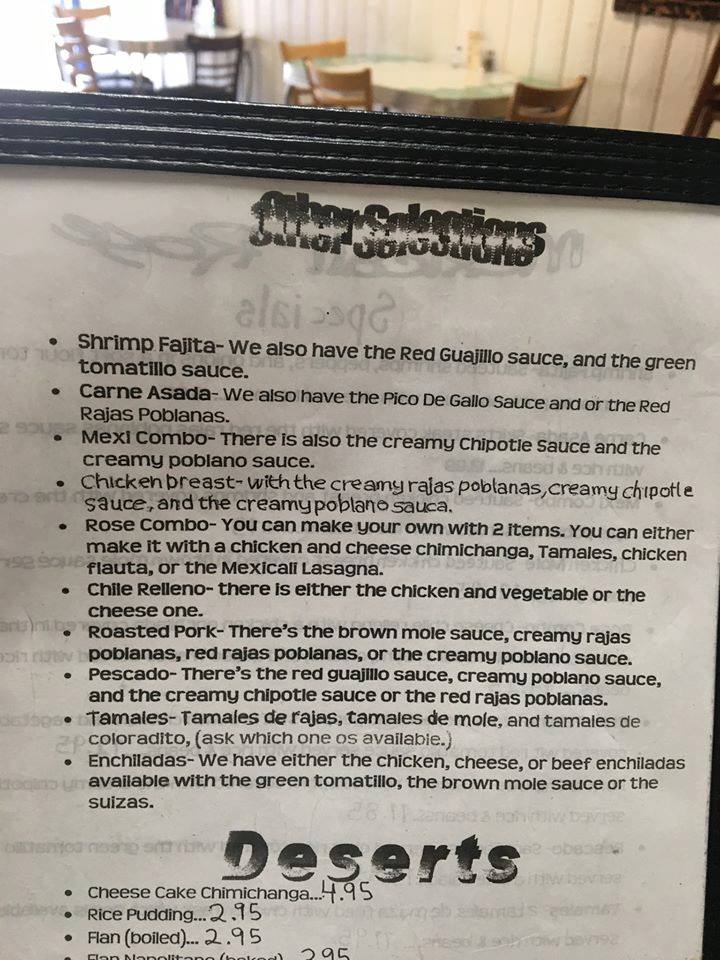 Other Selections
• Shrimp Fajita- We also have the Red Guajillo sauce, and the green
tomatillo sauce.
• Carne Asada- We also have the Pico De Gallo Sauce and or the Red
Rajas Poblanas.
• Mexi Combo- There is also the creamy Chipotle Sauce and the
creamy poblano sauce.
• Chicken breast- with the creamy rajas poblanas, creamy chipotle
sauce, and the creamy poblano sauca.
• Rose Combo- You can make your own with 2 items. You can either
make it with a chicken and cheese chimichanga, Tamales, chicken
flauta, or the Mexicali Lasagna.
• Chile Relleno- there is either the chicken and vegetable or the
cheese one.
• Roasted Pork- There's the brown mole sauce, creamy rajas
poblanas, red rajas poblanas, or the creamy poblano sauce.
• Pescado- There's the red guajillo sauce, creamy poblano sauce,
and the creamy chipotle sauce or the red rajas poblanas.
• Tamales- Tamales de rajas, tamales de mole, and tamales de
coloradito, (ask which one os available.)
• Enchiladas- We have either the chicken, cheese, or beef enchiladas
available with the green tomatillo, the brown mole sauce or the
suizas.
Deserts
• Cheese Cake Chimichanga...4.95
• Rice Pudding...2.95
• Flan (boiled)... 2.95
• Flan Napolitano (baked) 2.95